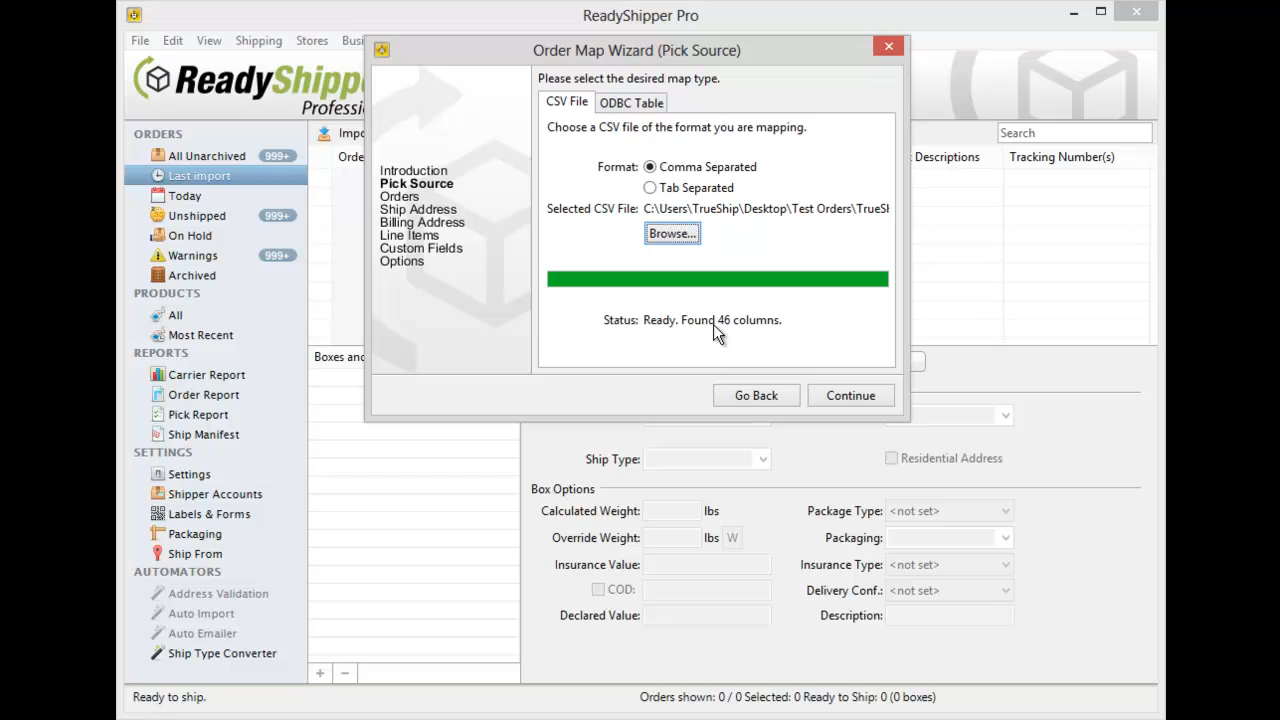 ReadyShipper Pro
File Edit View Shipping Stores
Order Map Wizard (Pick Source)
Please select the desired map type.
CSV File ODBC Table
Choose a CSV file of the format you are mapping.
Format: Comma Separated
Tab Separated
Selected CSV File: C:\Users\TrueShip\Desktop\Test Orders\
Browse...
Status: Ready. Found 46 columns.
Go Back Continue
Introduction
Pick Source
Orders
Ship Address
Billing Address
Line Items
Custom Fields
Options
Search
Descriptions Tracking Number(s)
ORDERS
All Unarchived 999+
Last import
Today
Unshipped 999+
On Hold
Warnings 999+
Archived
PRODUCTS
All
Most Recent
REPORTS
Carrier Report
Order Report
Pick Report
Ship Manifest
SETTINGS
Settings
Shipper Accounts
Labels & Forms
Packaging
Ship From
AUTOMATORS
Address Validation
Auto Import
Auto Emailer
Ship Type Converter
Boxes and
Ship Type: Residential Address
Box Options
Calculated Weight: lbs Package Type: <not set>
Override Weight: lbs W Packaging:
Insurance Value: Insurance Type: <not set>
COD: Delivery Conf.: <not set>
Declared Value: Description:
+ −
Ready to ship. Orders shown: 0 / 0 Selected: 0 Ready to Ship: 0 (0 boxes)